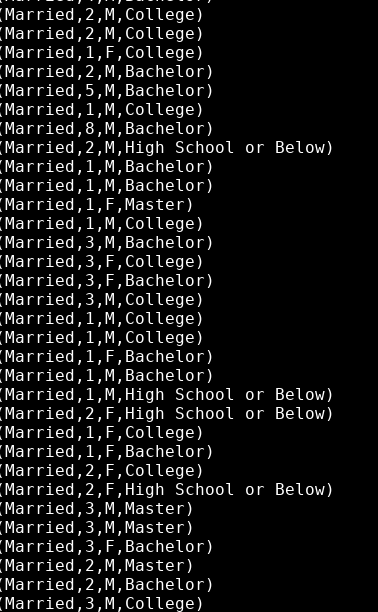 (Married,2,M,College)
(Married,2,M,College)
(Married,1,F,College)
(Married,2,M,Bachelor)
(Married,5,M,Bachelor)
(Married,1,M,College)
(Married,8,M,Bachelor)
(Married,2,M,High School or Below)
(Married,1,M,Bachelor)
(Married,1,M,Bachelor)
(Married,1,F,Master)
(Married,1,M,College)
(Married,3,M,Bachelor)
(Married,3,F,College)
(Married,3,F,Bachelor)
(Married,3,M,College)
(Married,1,M,College)
(Married,1,M,College)
(Married,1,F,Bachelor)
(Married,1,M,Bachelor)
(Married,1,M,High School or Below)
(Married,2,F,High School or Below)
(Married,1,F,College)
(Married,1,F,Bachelor)
(Married,2,F,College)
(Married,2,F,High School or Below)
(Married,3,M,Master)
(Married,3,M,Master)
(Married,3,F,Bachelor)
(Married,2,M,Master)
(Married,2,M,Bachelor)
(Married,3,M,College)